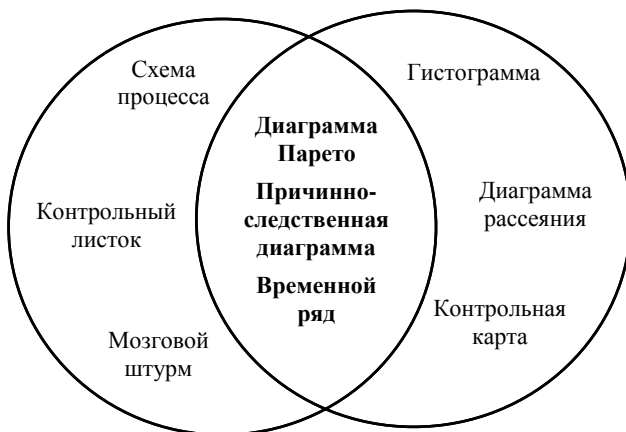 Схема
процесса
Контрольный
листок
Мозговой
штурм
Диаграмма
Парето
Причинно-
следственная
диаграмма
Временной
ряд
Гистограмма
Диаграмма
рассеяния
Контрольная
карта